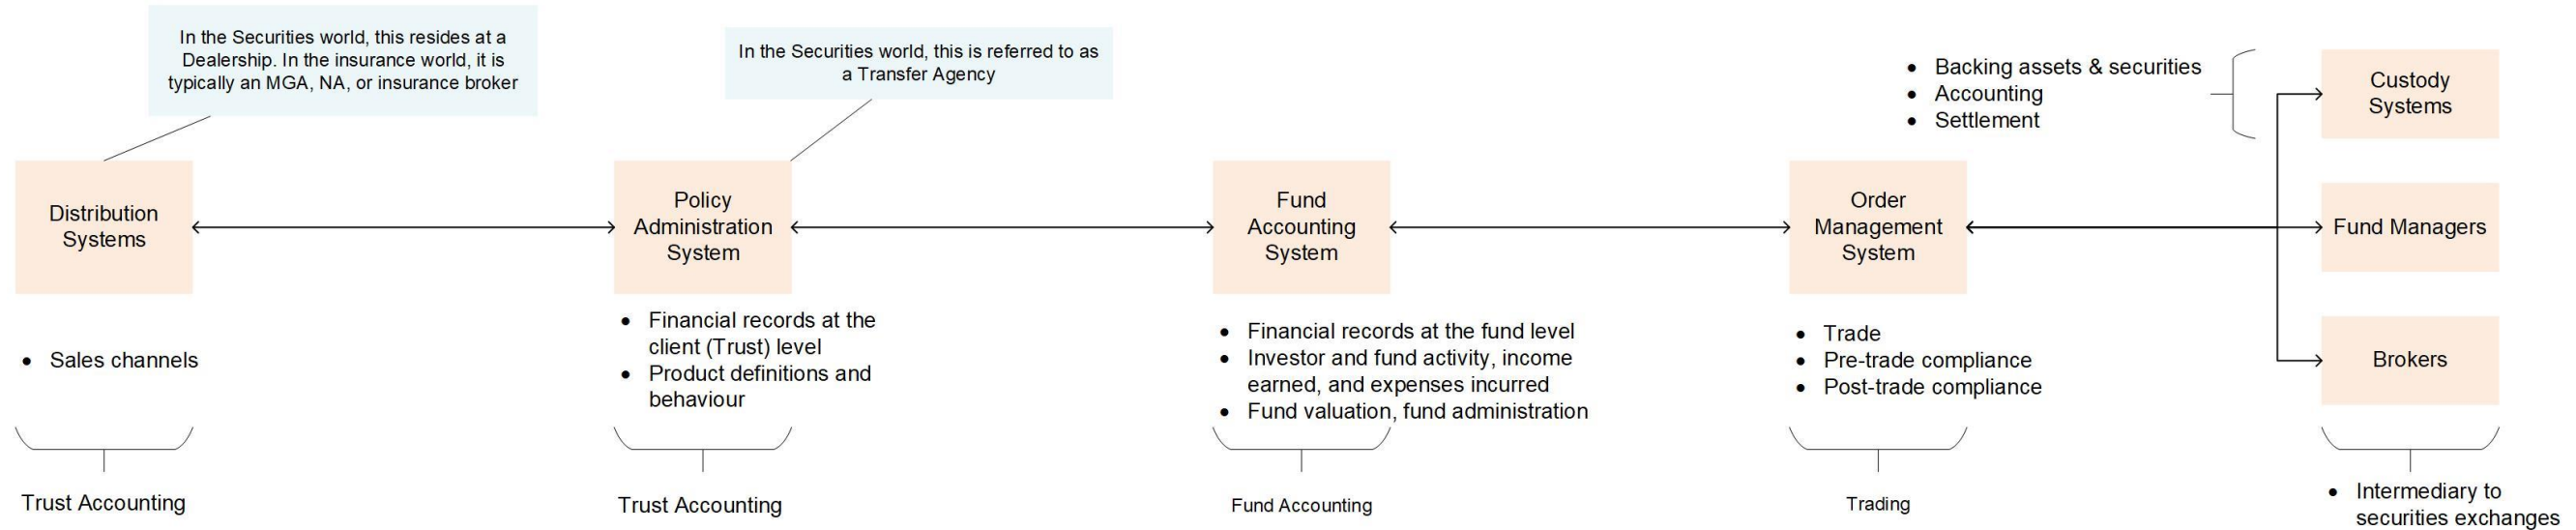 In the Securities world, this resides at a
Dealership. In the insurance world, it is
typically an MGA, NA, or insurance broker
In the Securities world, this is referred to as
a Transfer Agency
• Backing assets & securities
• Accounting
• Settlement
Custody
Systems
Distribution
Systems
Policy
Administration
System
Fund
Accounting
System
Order
Management
System
Fund Managers
Brokers
• Sales channels
• Financial records at the
client (Trust) level
• Product definitions and
behaviour
• Financial records at the fund level
• Investor and fund activity, income
earned, and expenses incurred
• Fund valuation, fund administration
• Trade
• Pre-trade compliance
• Post-trade compliance
Trust Accounting
Trust Accounting
Fund Accounting
Trading
• Intermediary to
securities exchanges